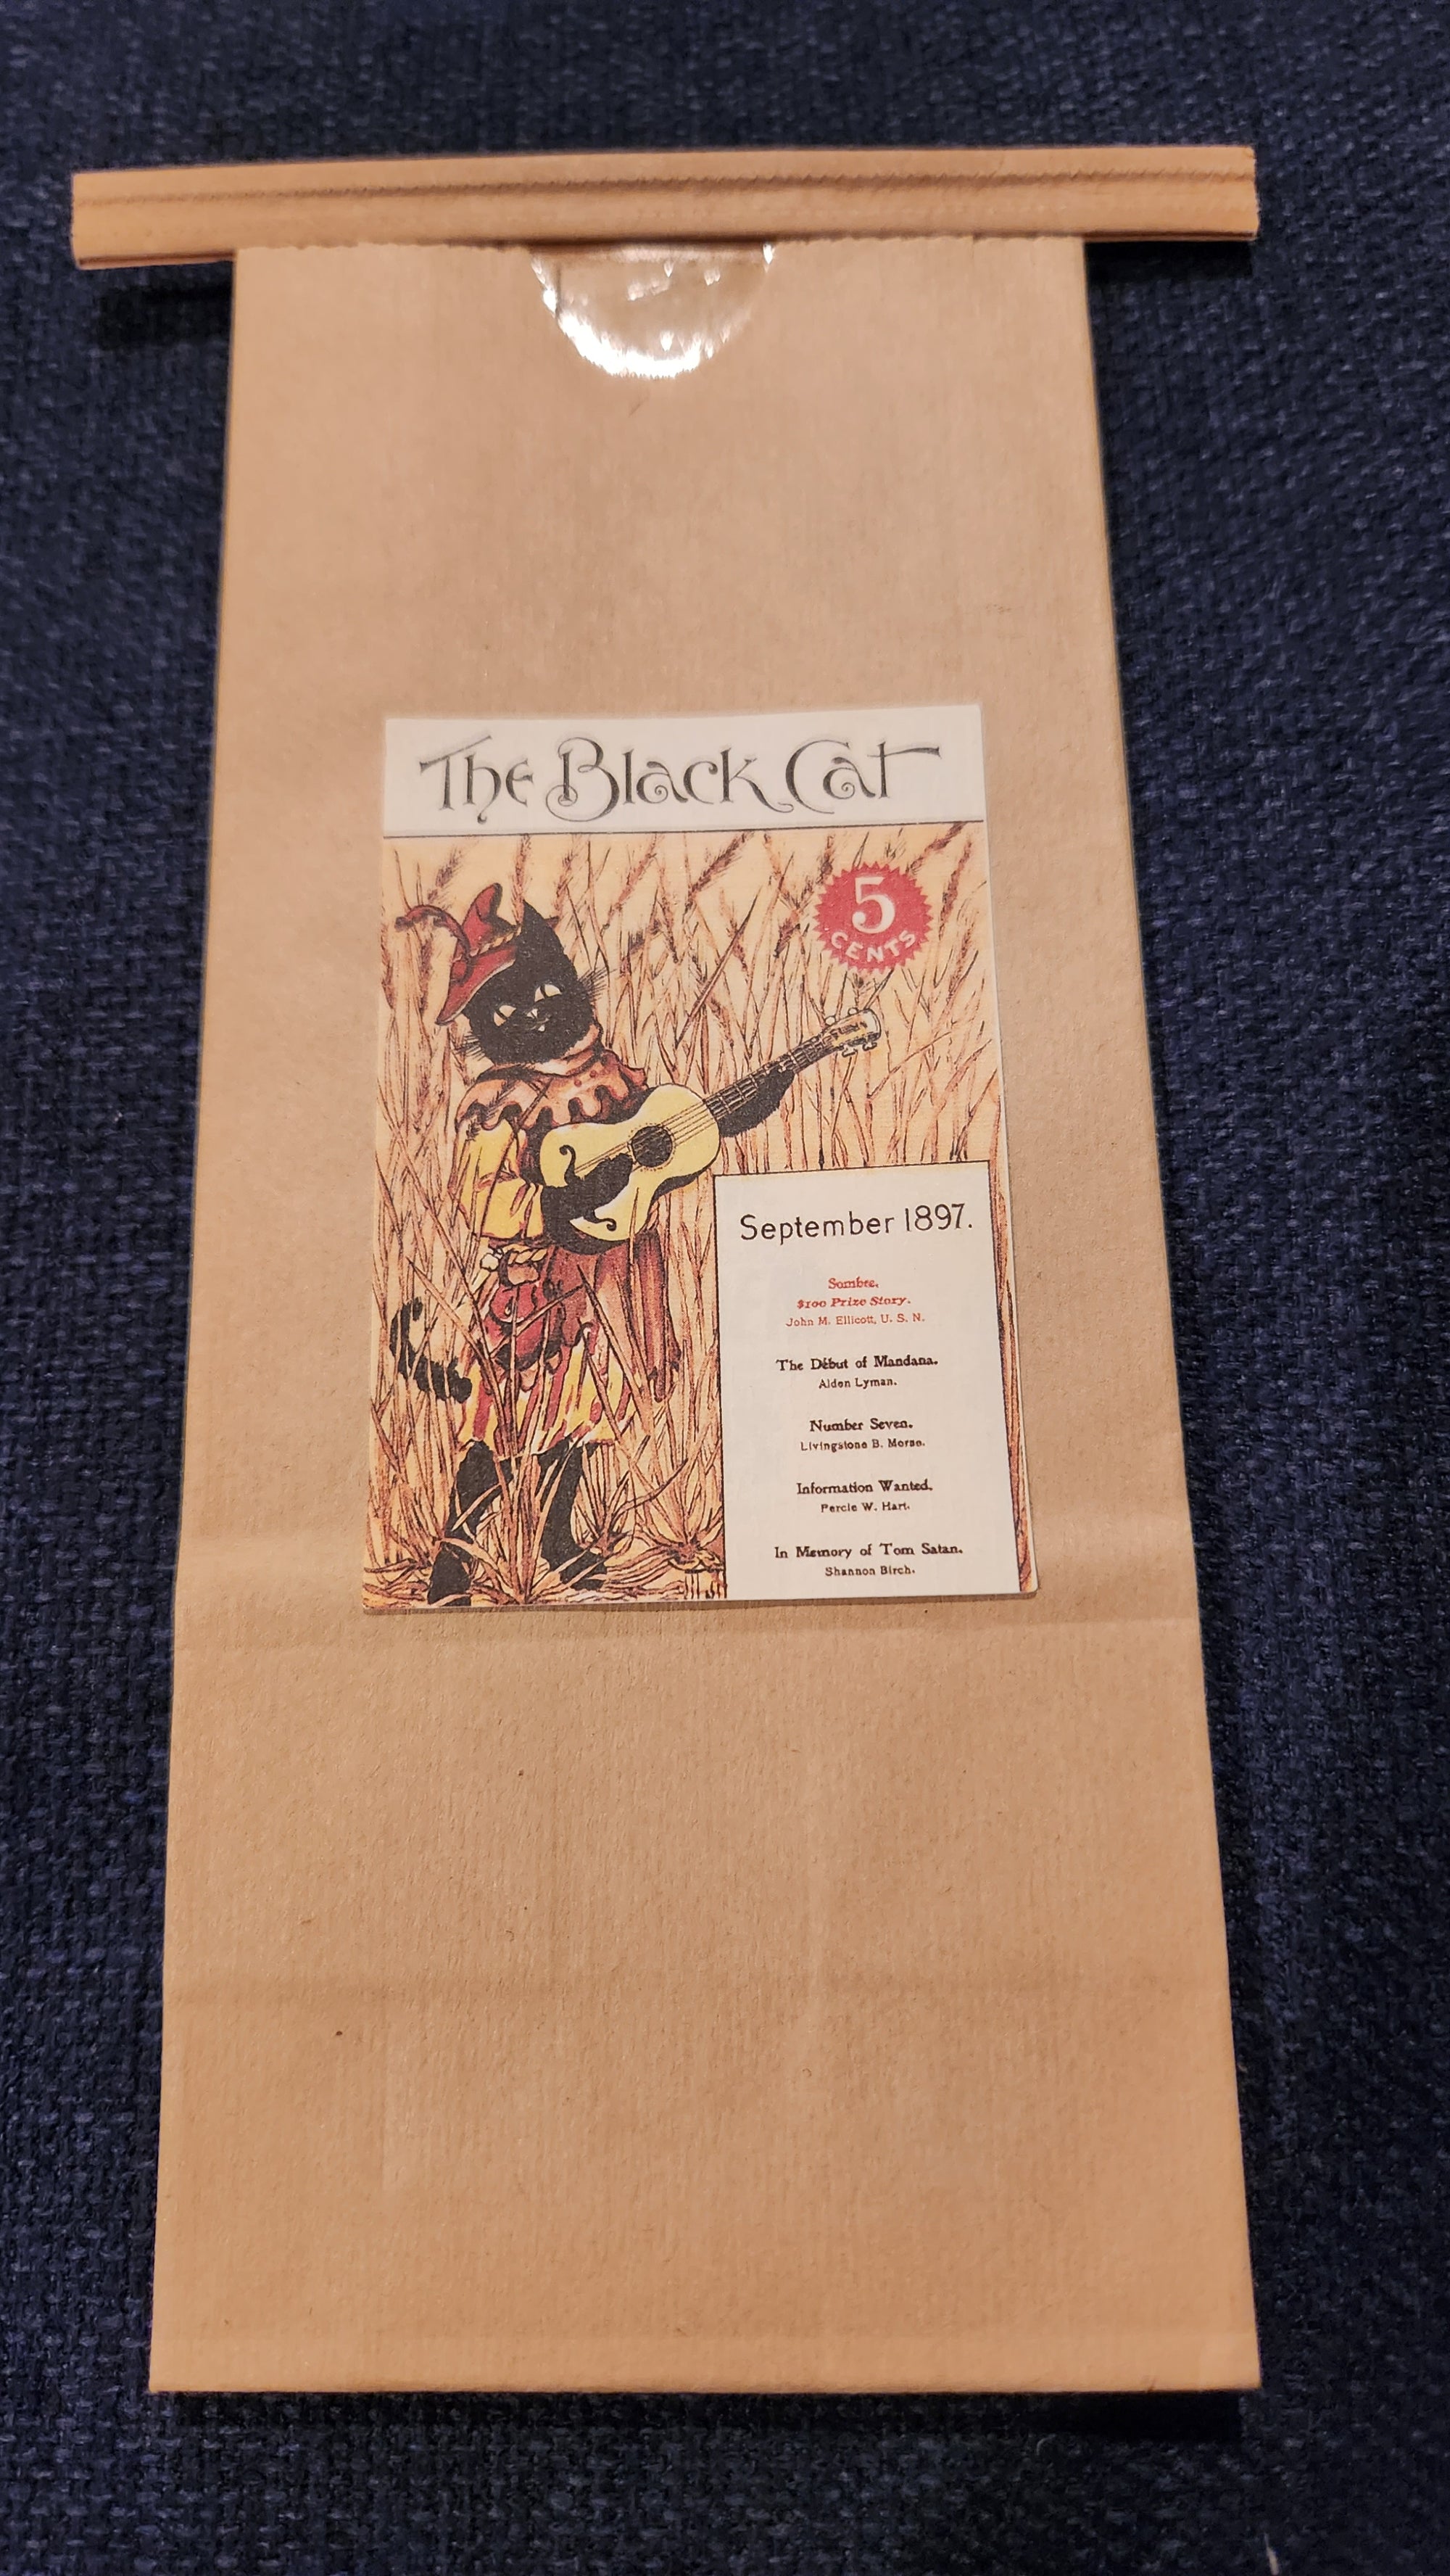 The Black Cat
5
CENTS
September 1897.
Sombre.
$100 Prize Story.
John M. Ellicott, U. S. N.
The Début of Mandana.
Alden Lyman.
Number Seven.
Livingstone B. Morse.
Information Wanted.
Percie W. Hart.
In Memory of Tom Satan.
Shannon Birch.